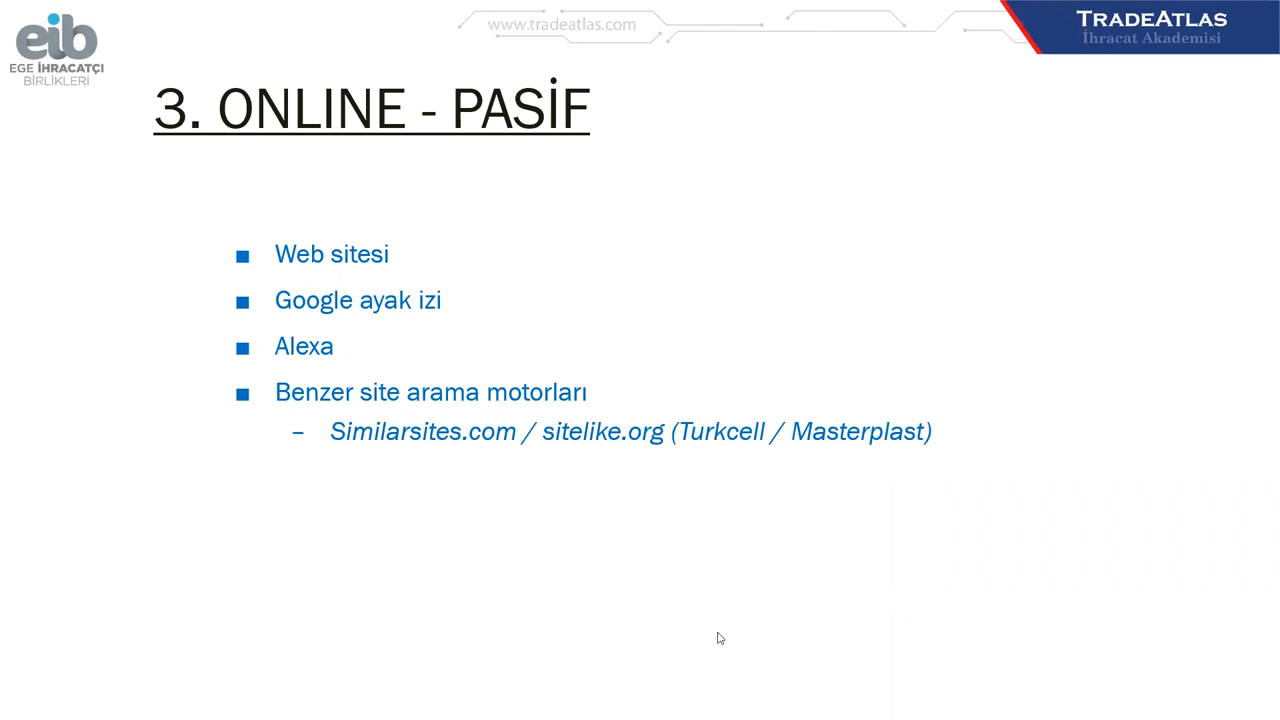 eib
EGE İHRACATÇI
BİRLİKLERİ
www.tradeatlas.com
TRADEATLAS
İhracat Akademisi
3. ONLINE - PASİF
■ Web sitesi
■ Google ayak izi
■ Alexa
■ Benzer site arama motorları
– Similarsites.com / sitelike.org (Turkcell / Masterplast)